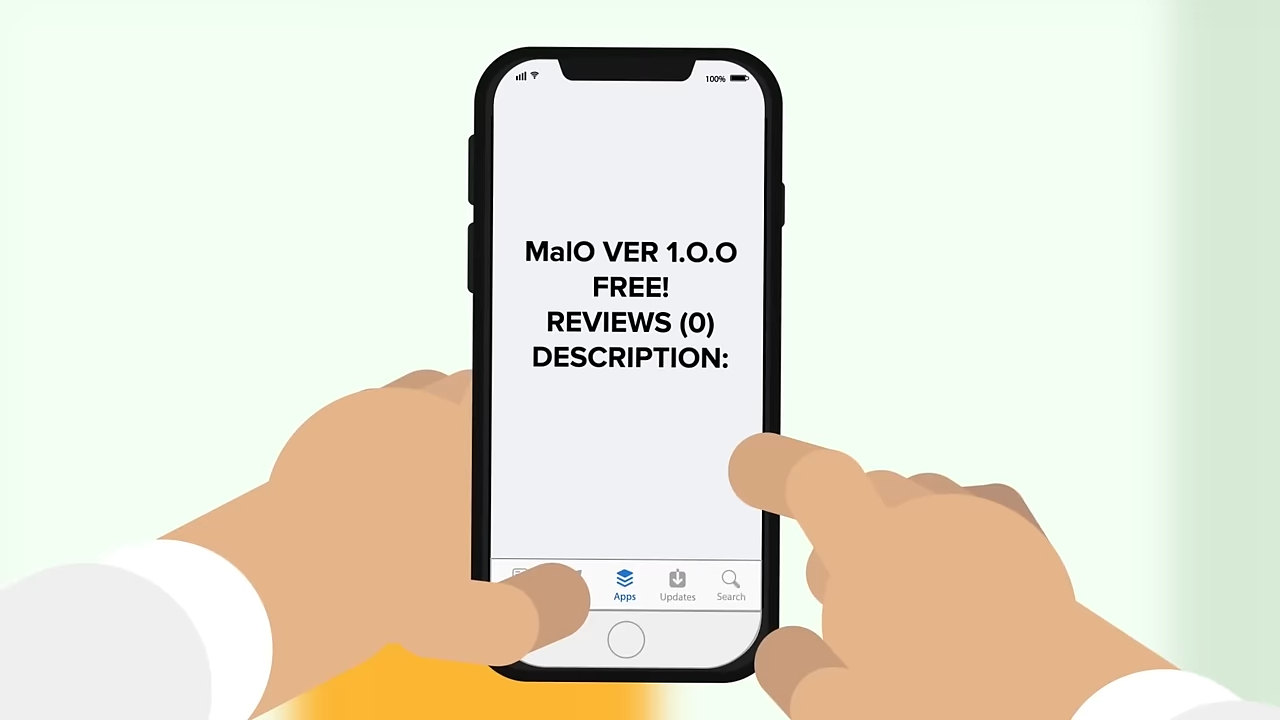 100%
MalO VER 1.0.0
FREE!
REVIEWS (0)
DESCRIPTION:
Apps
Updates
Search